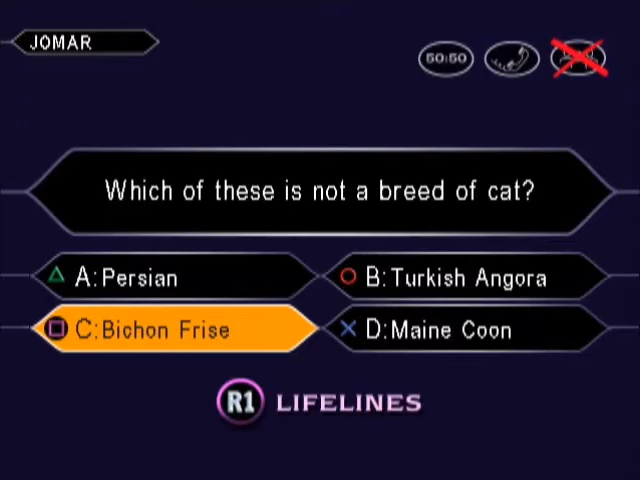 JOMAR
50:50
Which of these is not a breed of cat?
A: Persian
B: Turkish Angora
C: Bichon Frise
D: Maine Coon
R1 LIFELINES